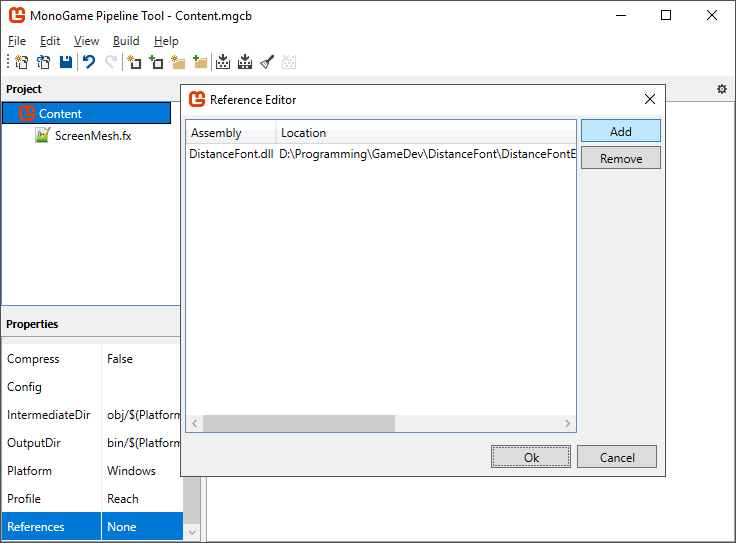 MonoGame Pipeline Tool - Content.mgcb
File Edit View Build Help
Project
Content
ScreenMesh.fx
Reference Editor
Assembly Location
DistanceFont.dll D:\Programming\GameDev\DistanceFont\DistanceFontE
Add
Remove
Ok Cancel
Properties
Compress False
Config
IntermediateDir obj/$(Platform
OutputDir bin/$(Platform
Platform Windows
Profile Reach
References None